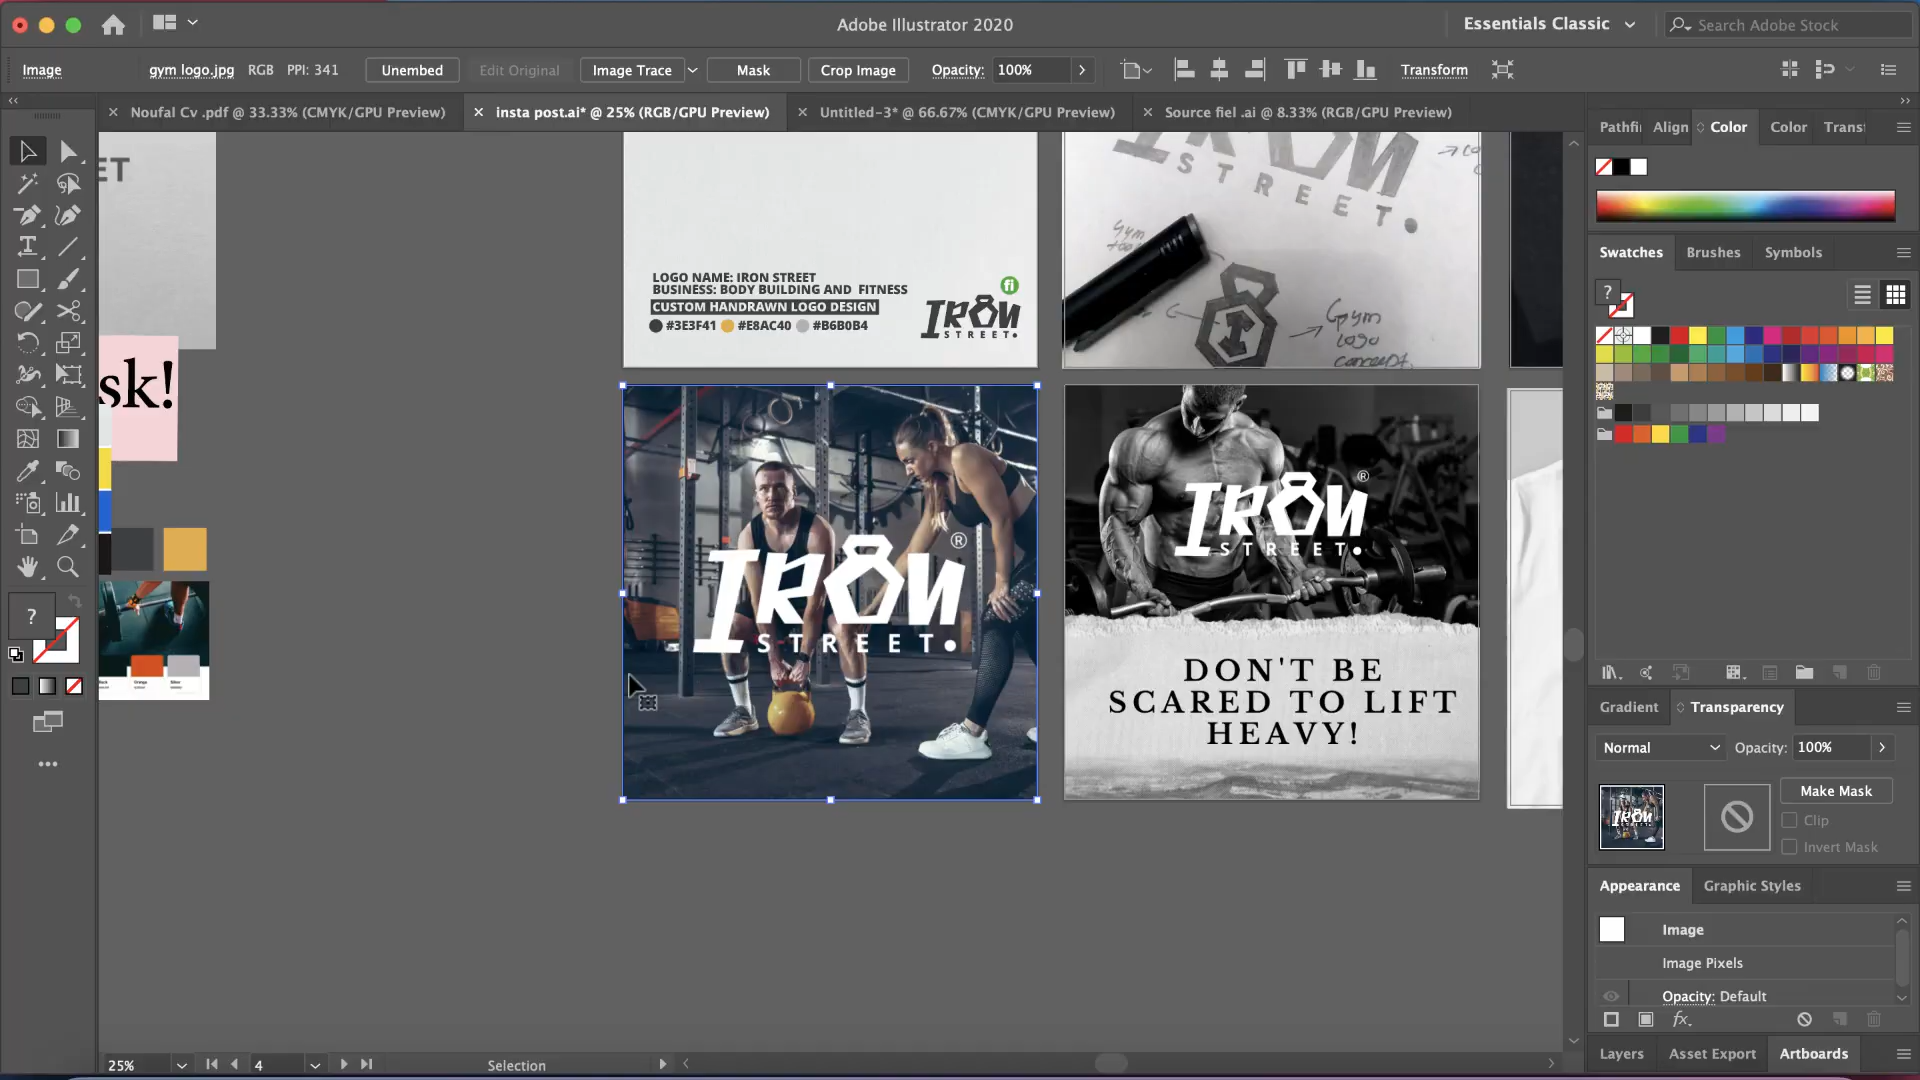 Adobe Illustrator 2020
Essentials Classic
Search Adobe Stock
Image
gym logo.jpg
RGB
PPI: 341
Unembed
Edit Original
Image Trace
Mask
Crop Image
Opacity:
100%
Transform
Noufal Cv .pdf @ 33.33% (CMYK/GPU Preview)
insta post.ai* @ 25% (RGB/GPU Preview)
Untitled-3* @ 66.67% (CMYK/GPU Preview)
Source fiel .ai @ 8.33% (RGB/GPU Preview)
Pathfi
Align
Color
Color
Trans
ET
sk!
LOGO NAME: IRON STREET
BUSINESS: BODY BUILDING AND FITNESS
CUSTOM HANDRAWN LOGO DESIGN
#3E3F41 #E8AC40 #B6B0B4
fi
IRON
STREET.
IRON
STREET.
Gym
Gym
logo
concept
IRON®
STREET.
IRON®
STREET.
DON'T BE
SCARED TO LIFT
HEAVY!
Swatches
Brushes
Symbols
?
?
Gradient
Transparency
Normal
Opacity:
100%
Make Mask
Clip
Invert Mask
Appearance
Graphic Styles
Image
Image Pixels
Opacity: Default
fx
Layers
Asset Export
Artboards
25%
4
Selection